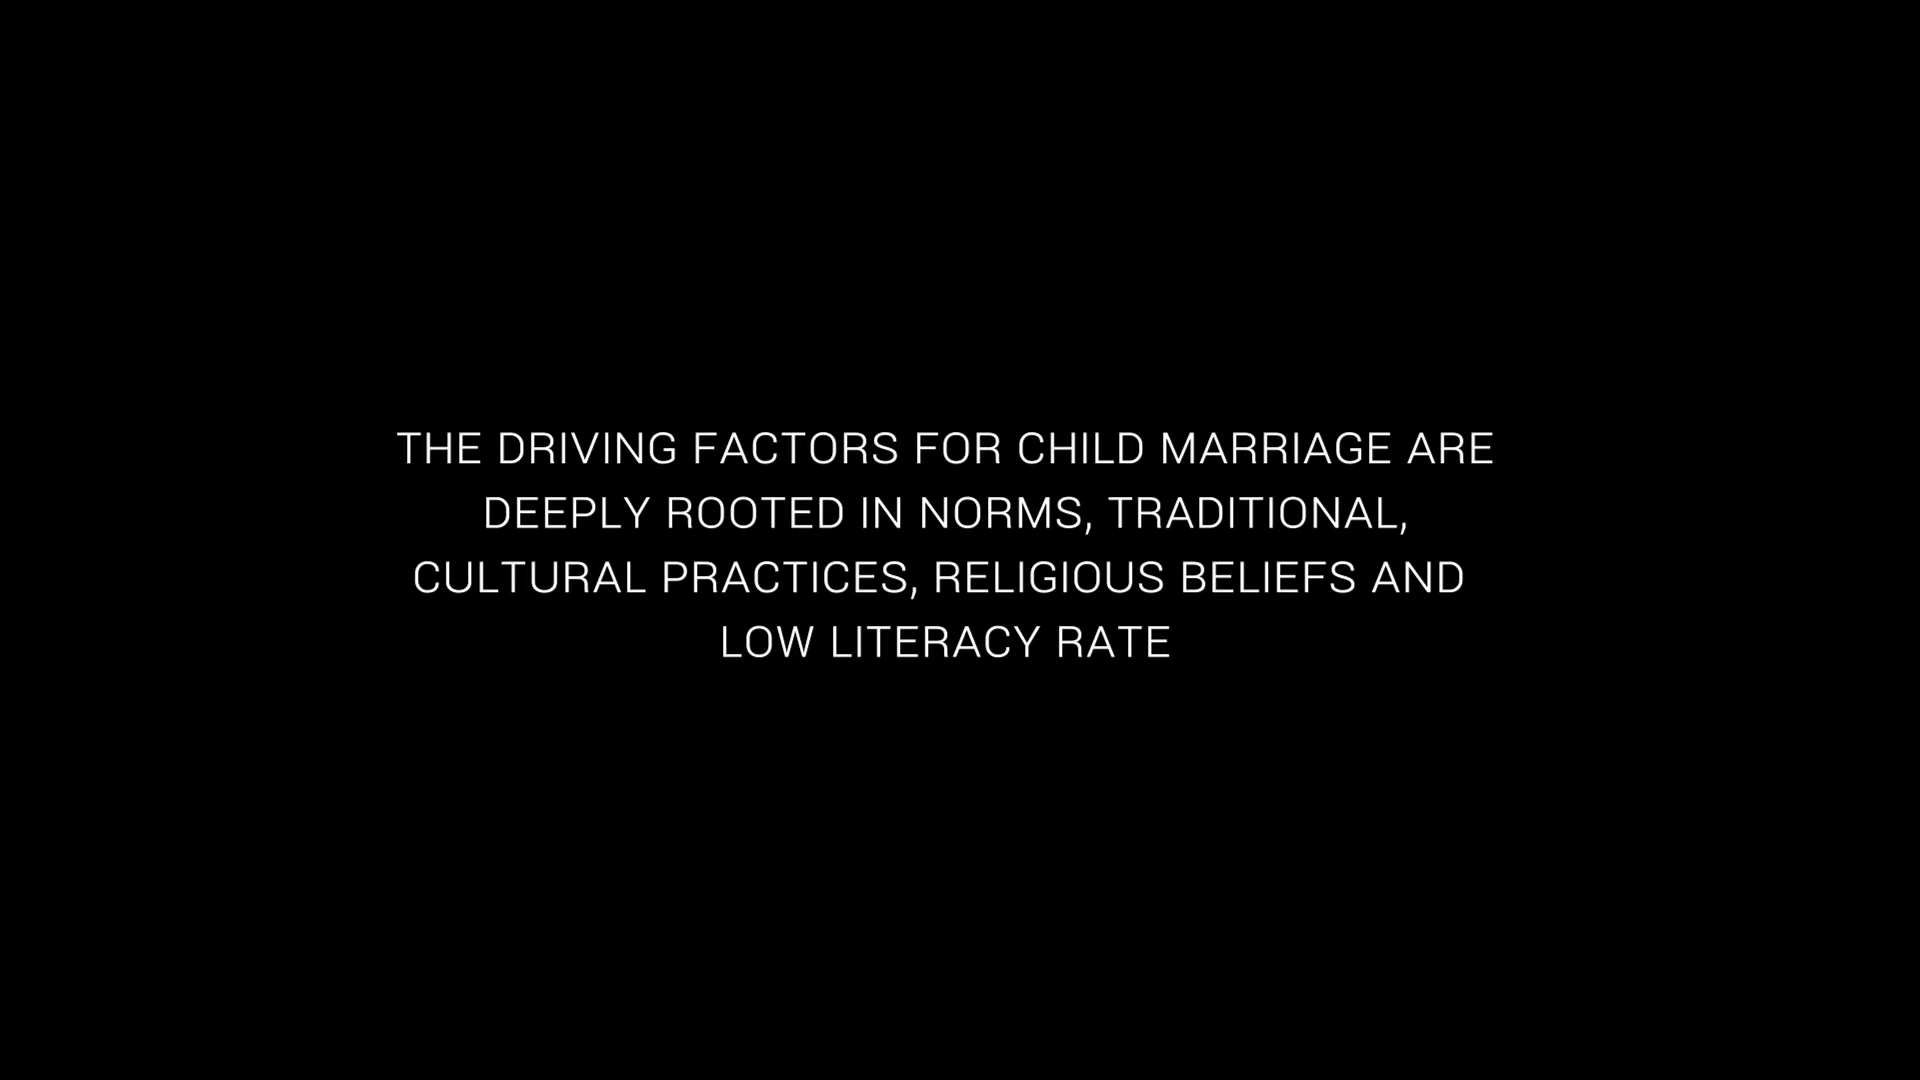 THE DRIVING FACTORS FOR CHILD MARRIAGE ARE
DEEPLY ROOTED IN NORMS, TRADITIONAL,
CULTURAL PRACTICES, RELIGIOUS BELIEFS AND
LOW LITERACY RATE